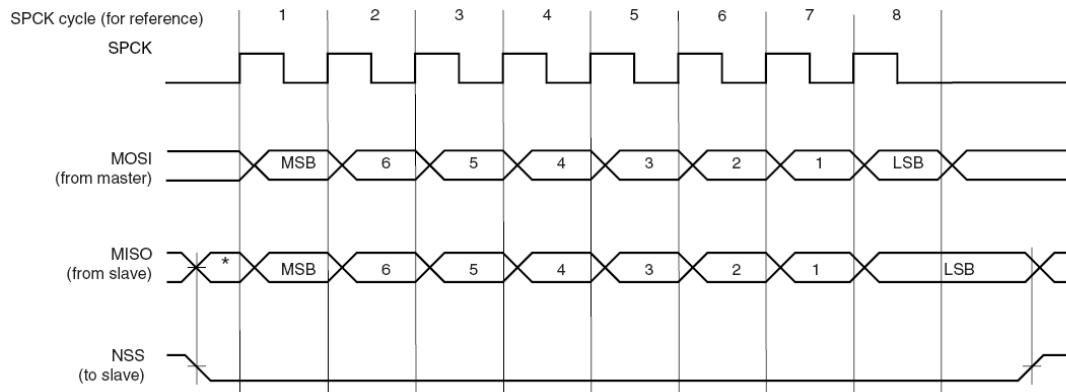 SPCK cycle (for reference) 1 2 3 4 5 6 7 8
SPCK
MOSI MSB 6 5 4 3 2 1 LSB
(from master)
MISO * MSB 6 5 4 3 2 1 LSB
(from slave)
NSS
(to slave)